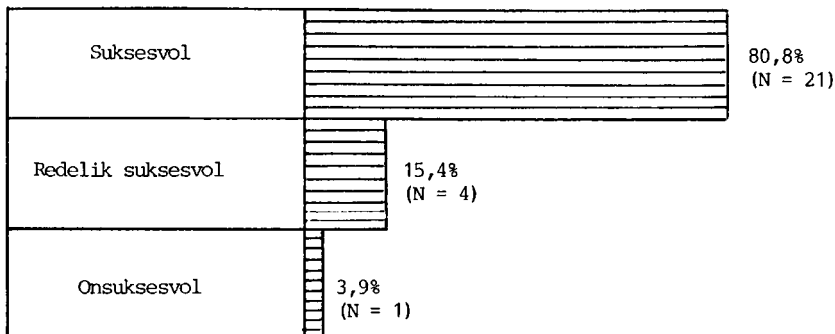 Suksesvol
80,8%
(N = 21)
Redelik suksesvol
15,4%
(N = 4)
Onsuksesvol
3,9%
(N = 1)